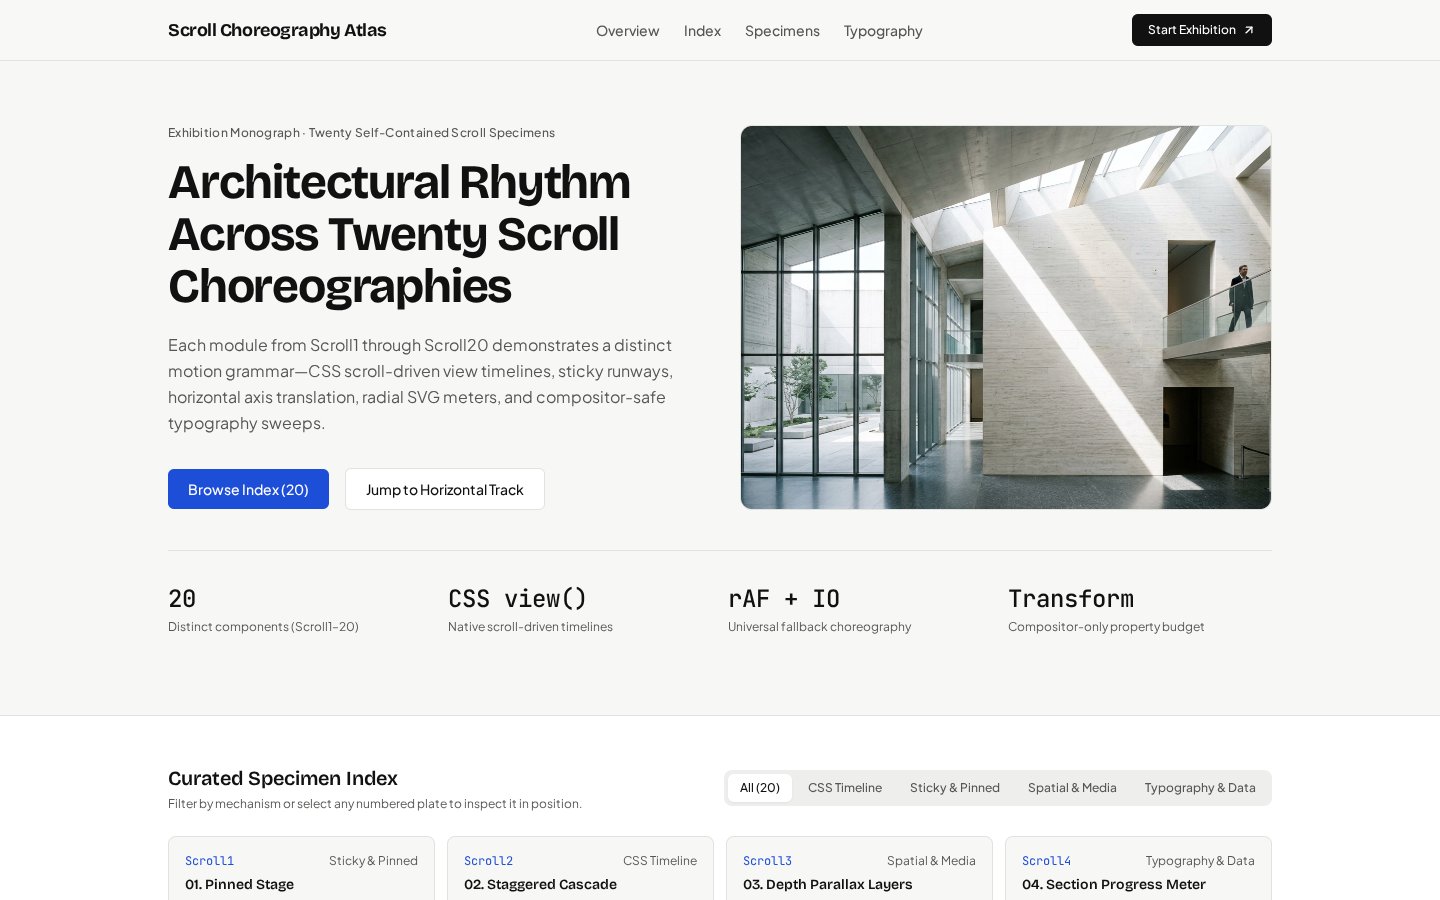 Scroll Choreography Atlas
Overview
Index
Specimens
Typography
Start Exhibition
Exhibition Monograph · Twenty Self-Contained Scroll Specimens
Architectural Rhythm
Across Twenty Scroll
Choreographies
Each module from Scroll1 through Scroll20 demonstrates a distinct
motion grammar—CSS scroll-driven view timelines, sticky runways,
horizontal axis translation, radial SVG meters, and compositor-safe
typography sweeps.
Browse Index (20)
Jump to Horizontal Track
20
Distinct components (Scroll1–20)
CSS view()
Native scroll-driven timelines
rAF + IO
Universal fallback choreography
Transform
Compositor-only property budget
Curated Specimen Index
Filter by mechanism or select any numbered plate to inspect it in position.
All (20)
CSS Timeline
Sticky & Pinned
Spatial & Media
Typography & Data
Scroll1
Sticky & Pinned
01. Pinned Stage
Scroll2
CSS Timeline
02. Staggered Cascade
Scroll3
Spatial & Media
03. Depth Parallax Layers
Scroll4
Typography & Data
04. Section Progress Meter